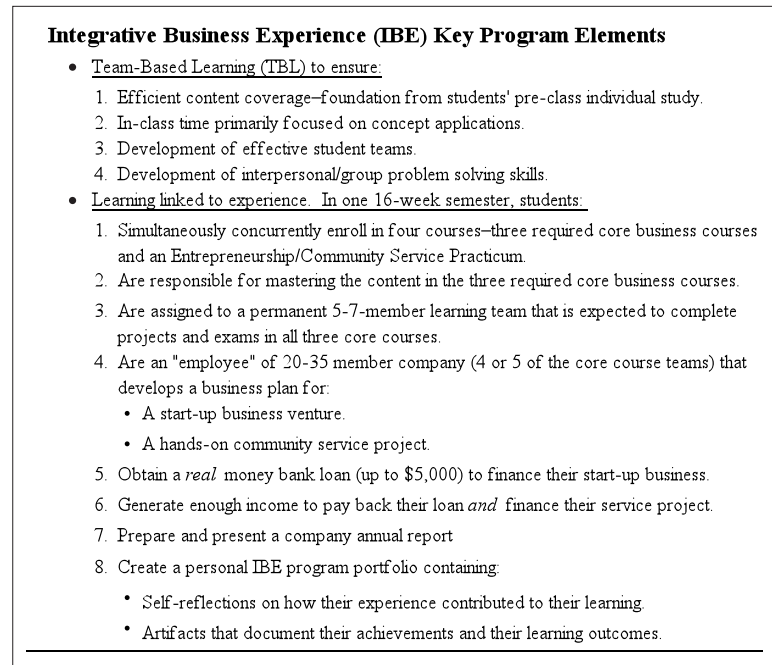 Integrative Business Experience (IBE) Key Program Elements
• Team-Based Learning (TBL) to ensure:
1. Efficient content coverage–foundation from students' pre-class individual study.
2. In-class time primarily focused on concept applications.
3. Development of effective student teams.
4. Development of interpersonal/group problem solving skills.
• Learning linked to experience. In one 16-week semester, students:
1. Simultaneously concurrently enroll in four courses–three required core business courses
and an Entrepreneurship/Community Service Practicum.
2. Are responsible for mastering the content in the three required core business courses.
3. Are assigned to a permanent 5-7-member learning team that is expected to complete
projects and exams in all three core courses.
4. Are an "employee" of 20-35 member company (4 or 5 of the core course teams) that
develops a business plan for:
• A start-up business venture.
• A hands-on community service project.
5. Obtain a real money bank loan (up to $5,000) to finance their start-up business.
6. Generate enough income to pay back their loan and finance their service project.
7. Prepare and present a company annual report
8. Create a personal IBE program portfolio containing:
• Self-reflections on how their experience contributed to their learning.
• Artifacts that document their achievements and their learning outcomes.